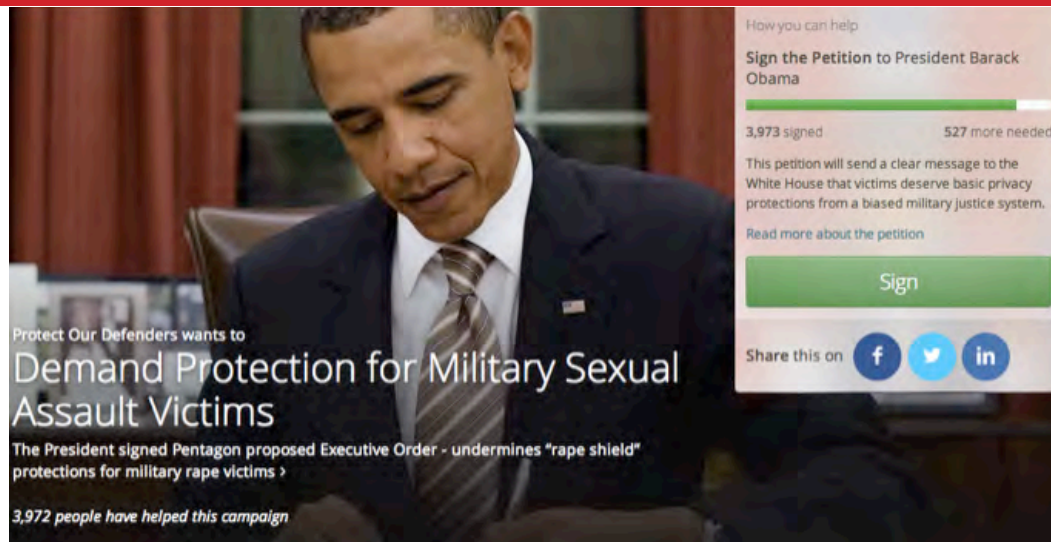 Protect Our Defenders wants to
Demand Protection for Military Sexual
Assault Victims
The President signed Pentagon proposed Executive Order - undermines “rape shield”
protections for military rape victims ›
3,972 people have helped this campaign
How you can help
Sign the Petition to President Barack
Obama
3,973 signed 527 more needed
This petition will send a clear message to the
White House that victims deserve basic privacy
protections from a biased military justice system.
Read more about the petition
Sign
Share this on f in